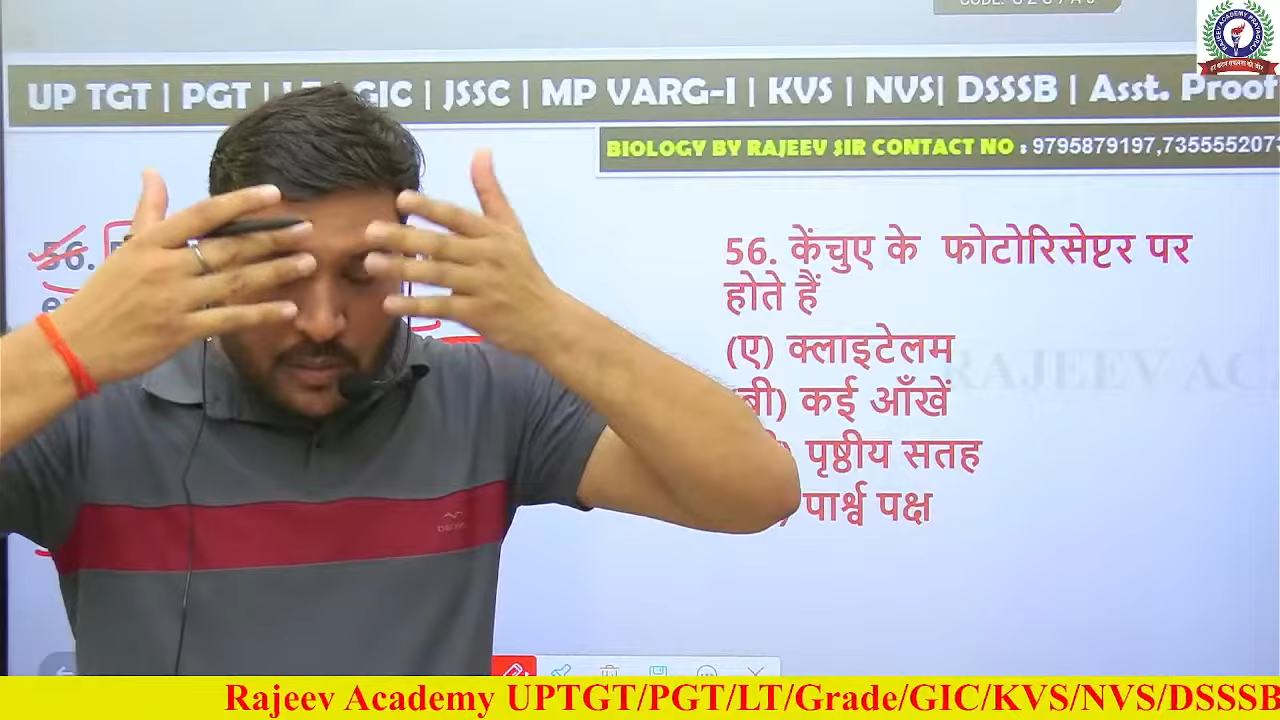 UP TGT | PGT | GIC | JSSC | MP VARG-I | KVS | NVS| DSSSB | Asst. Proof
BIOLOGY BY RAJEEV SIR CONTACT NO : 9795879197,735555207
56.
56. केंचुए के फोटोरिसेप्टर पर
होते हैं
(ए) क्लाइटेलम
बी) कई आँखें
पृष्ठीय सतह
पार्श्व पक्ष
RAJEEV AC
Rajeev Academy UPTGT/PGT/LT/Grade/GIC/KVS/NVS/DSSSB